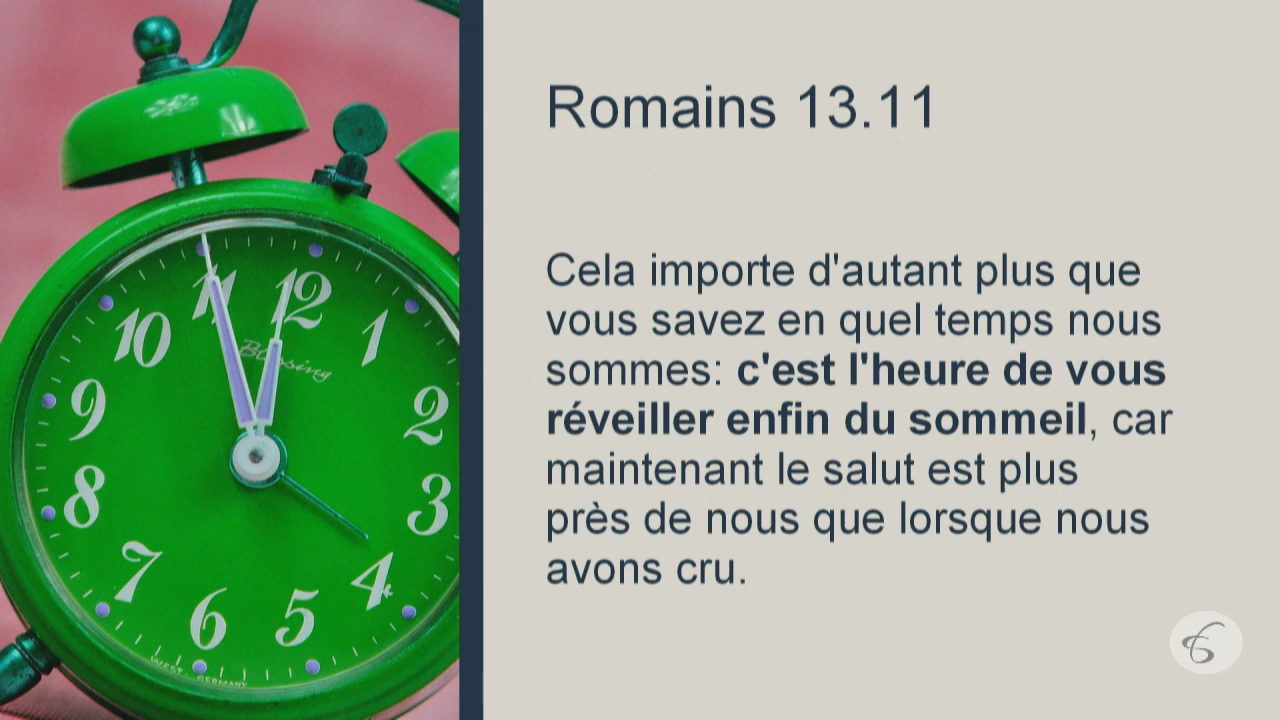 Romains 13.11
Cela importe d'autant plus que
vous savez en quel temps nous
sommes: c'est l'heure de vous
réveiller enfin du sommeil, car
maintenant le salut est plus
près de nous que lorsque nous
avons cru.
11
12
10
1
Blessing
9
2
8
3
7
4
6
5
WEST-GERMANY